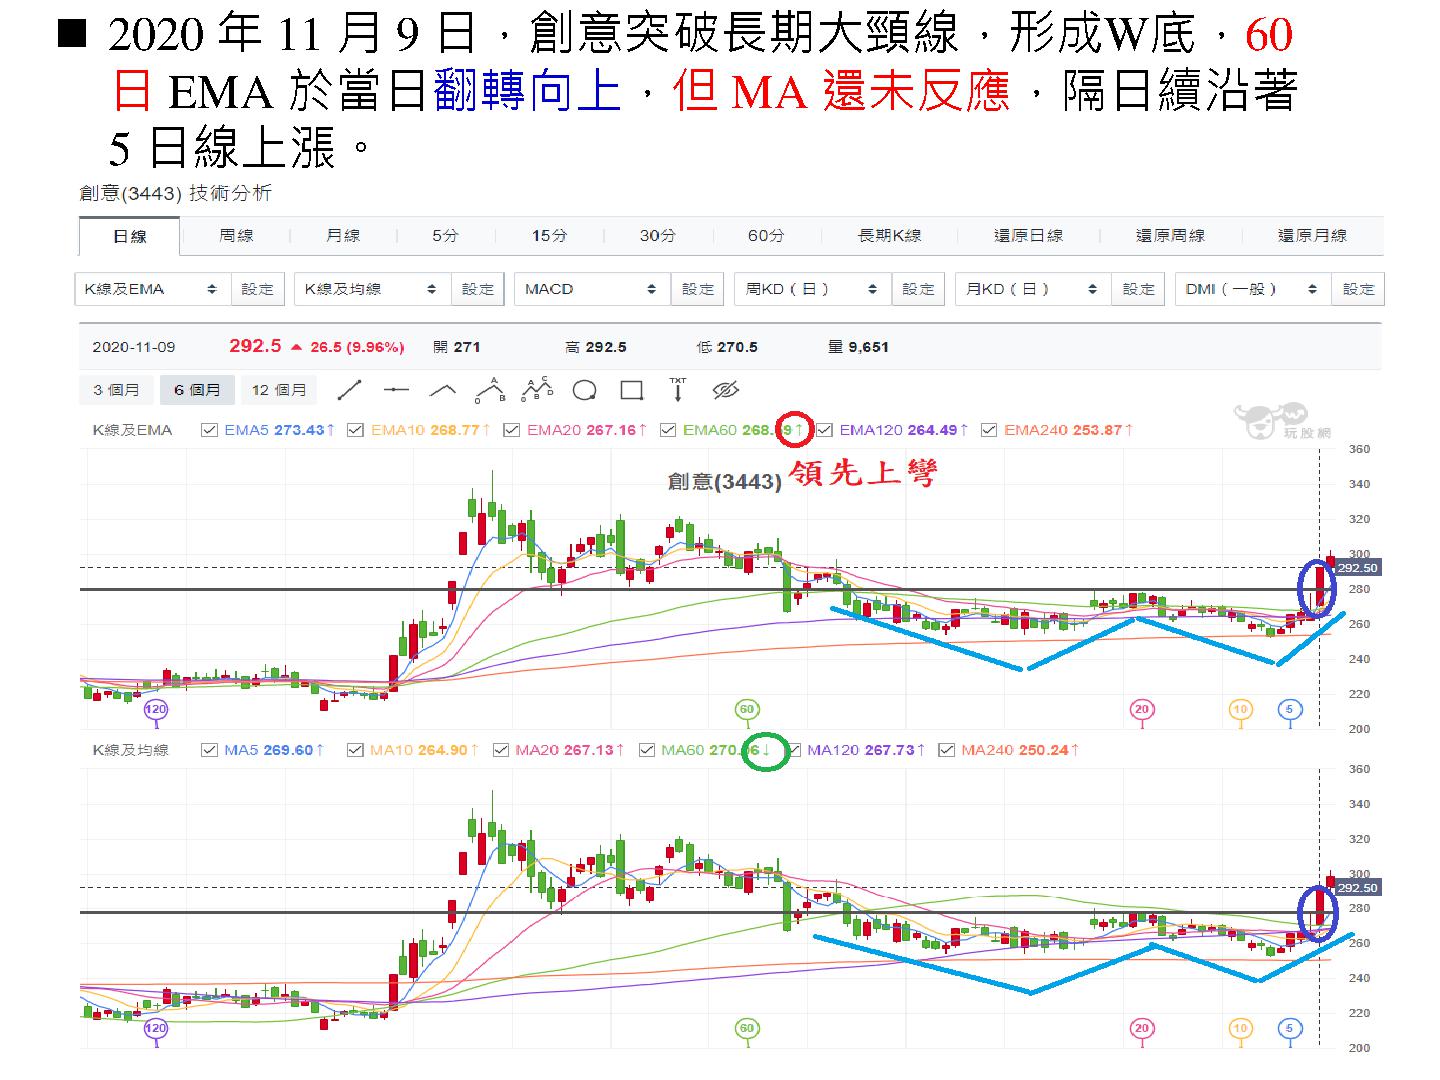 ■ 2020 年 11 月 9 日，創意突破長期大頸線，形成W底，60
日 EMA 於當日翻轉向上，但 MA 還未反應，隔日續沿著
5 日線上漲。
創意(3443) 技術分析
日線 周線 月線 5分 15分 30分 60分 長期K線 還原日線 還原周線 還原月線
K線及EMA 設定 K線及均線 設定 MACD 設定 周KD（日） 設定 月KD（日） 設定 DMI（一般） 設定
2020-11-09 292.5 ▲ 26.5 (9.96%) 開 271 高 292.5 低 270.5 量 9,651
3 個月 6 個月 12 個月 A 0 B A C 0 B D TXT
K線及EMA EMA5 273.43↑ EMA10 268.77↑ EMA20 267.16↑ EMA60 268. 9↑ EMA120 264.49↑ EMA240 253.87↑
玩股網
創意(3443) 領先上彎
360
340
320
300
292.50
280
260
240
220
200
120 60 20 10 5
K線及均線 MA5 269.60↑ MA10 264.90↑ MA20 267.13↑ MA60 270. 6↓ MA120 267.73↑ MA240 250.24↑
360
340
320
300
292.50
280
260
240
220
200
120 60 20 10 5